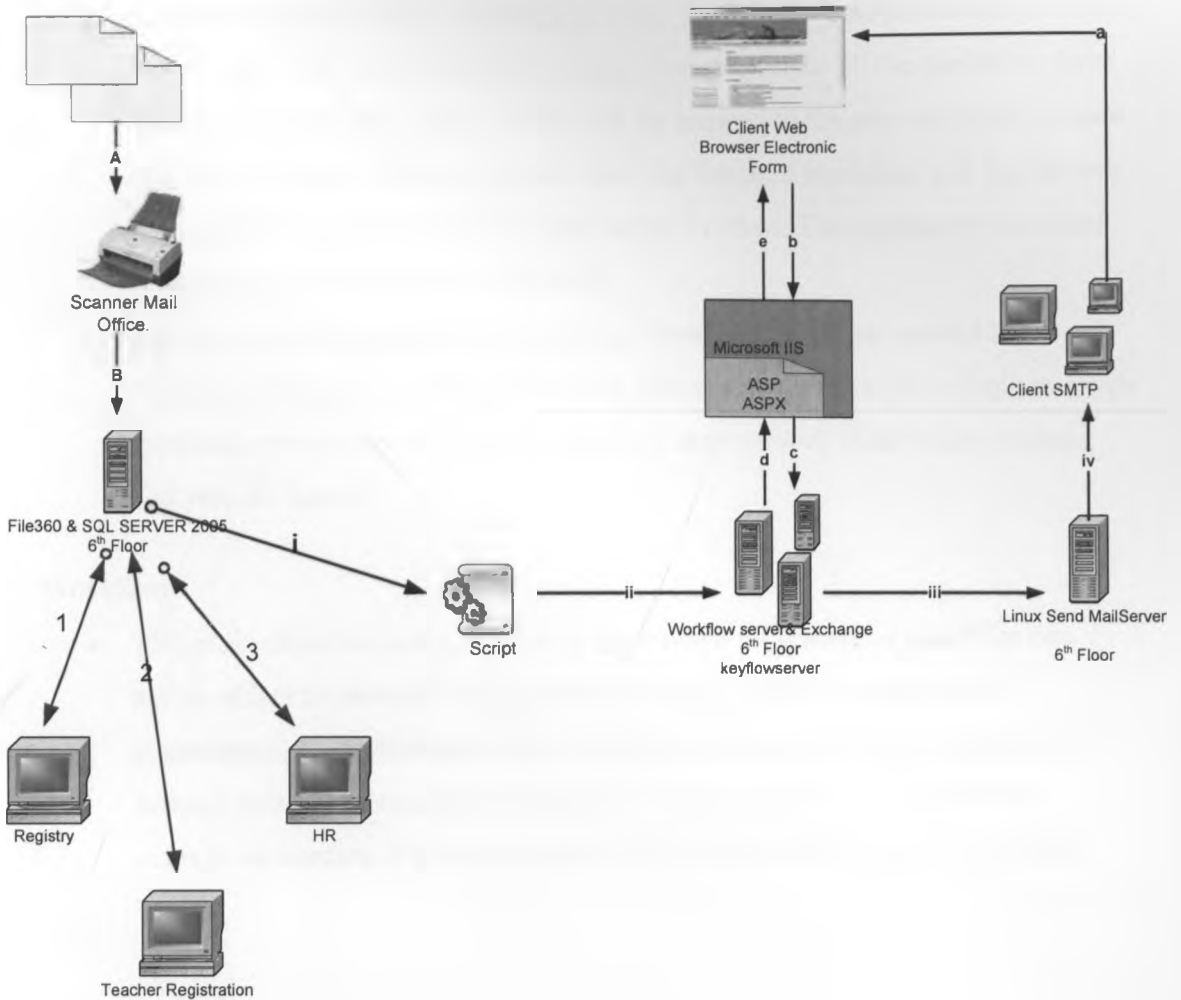 a
Client Web
Browser Electronic
Form
A
e
b
Scanner Mail
Office.
Microsoft IIS
ASP
ASPX
Client SMTP
B
d
c
iv
File360 & SQL SERVER 2005
6th Floor
i
ii
iii
Script
Workflow server& Exchange
6th Floor
keyflowserver
Linux Send MailServer
6th Floor
1
2
3
Registry
HR
Teacher Registration